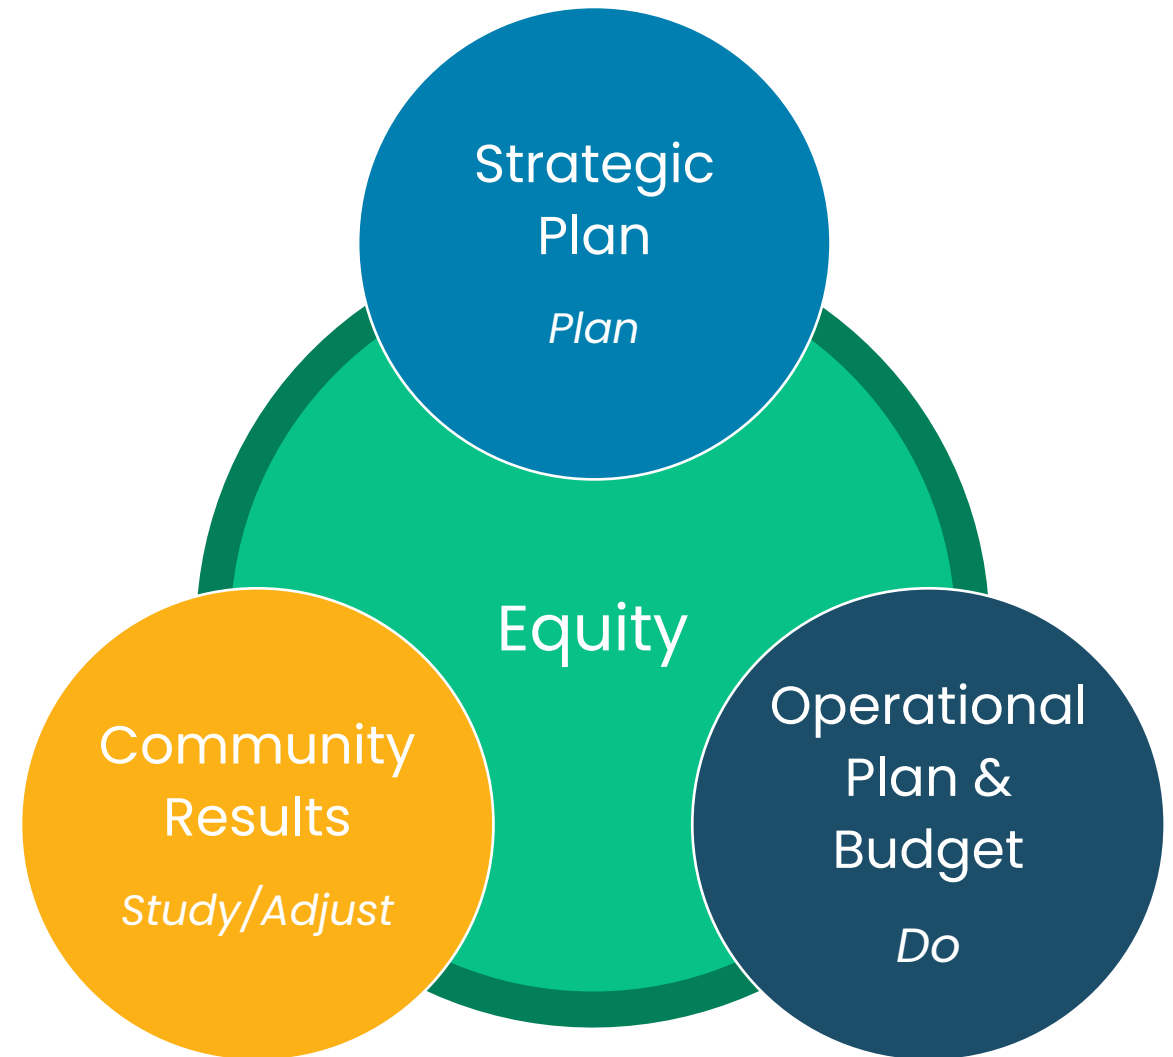 Strategic
Plan
Plan
Equity
Operational
Plan &
Budget
Do
Community
Results
Study/Adjust